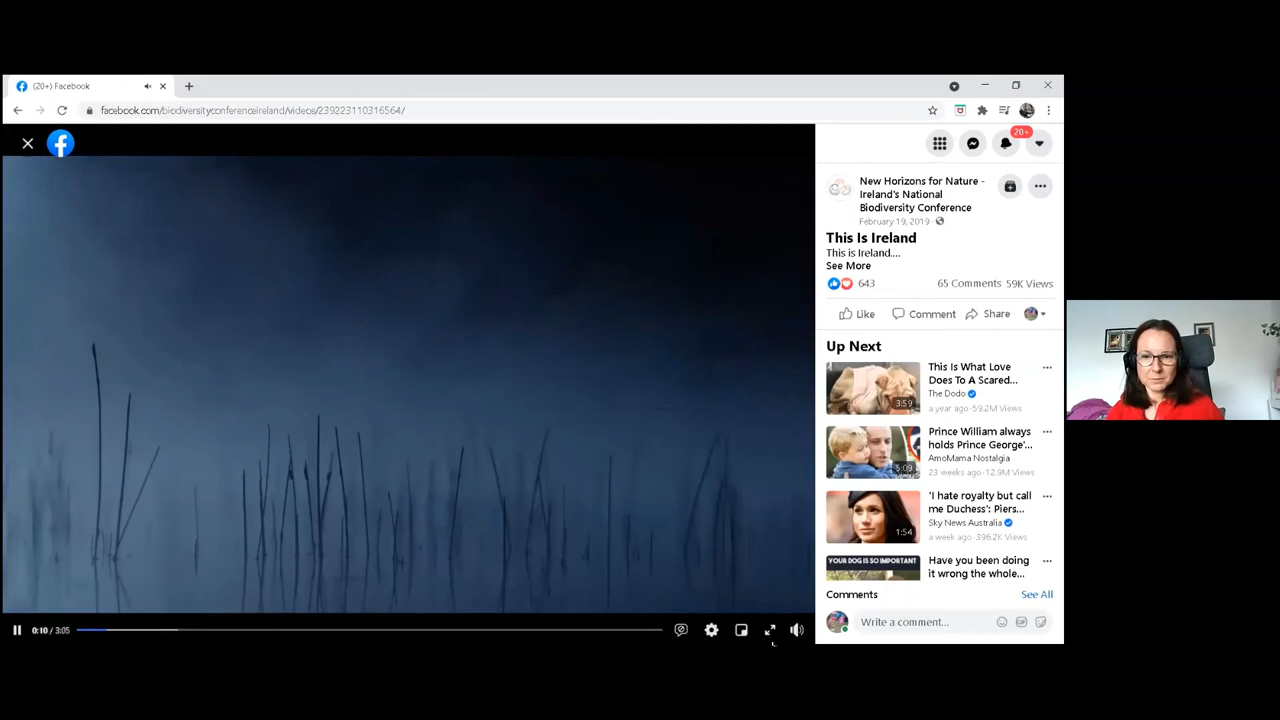 (20+) Facebook
facebook.com/biodiversityconferenceireland/videos/239223110316564/
20+
New Horizons for Nature -
Ireland's National
Biodiversity Conference
February 19, 2019
This Is Ireland
This is Ireland....
See More
643
65 Comments 59K Views
Like
Comment
Share
Up Next
This Is What Love
Does To A Scared...
The Dodo
a year ago · 59.2M Views
3:59
Prince William always
holds Prince George'...
AmoMama Nostalgia
23 weeks ago · 12.9M Views
5:09
'I hate royalty but call
me Duchess': Piers...
Sky News Australia
a week ago · 396.2K Views
1:54
YOUR DOG IS SO IMPORTANT
Have you been doing
it wrong the whole...
Comments
See All
Write a comment...
GIF
0:10 / 3:05